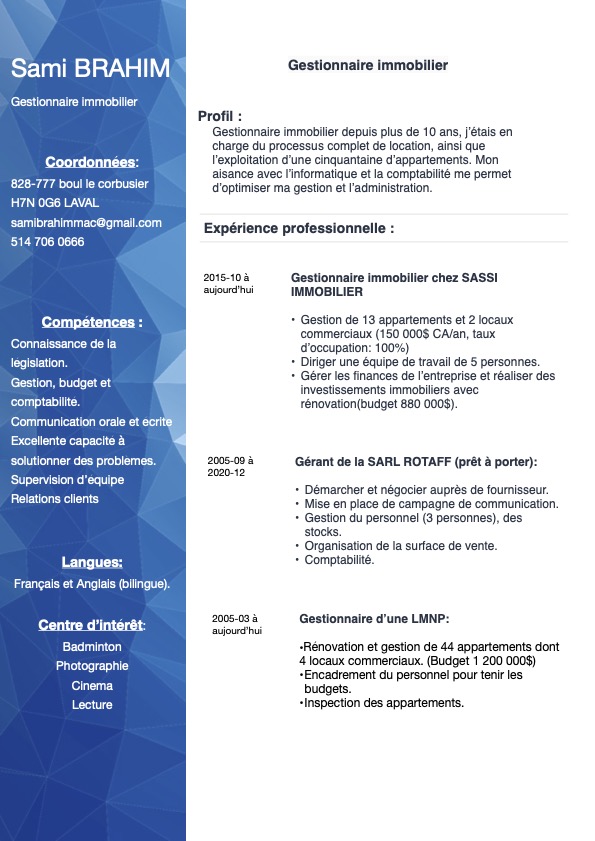 Sami BRAHIM
Gestionnaire immobilier
Coordonnées:
828-777 boul le corbusier
H7N 0G6 LAVAL
samibrahimmac@gmail.com
514 706 0666
Compétences :
Connaissance de la
legislation.
Gestion, budget et
comptabilite.
Communication orale et ecrite
Excellente capacite à
solutionner des problemes.
Supervision d'équipe
Relations clients
Langues:
Français et Anglais (bilingue).
Centre d'intérêt:
Badminton
Photographie
Cinema
Lecture
Gestionnaire immobilier
Profil :
Gestionnaire immobilier depuis plus de 10 ans, j'étais en
charge du processus complet de location, ainsi que
l'exploitation d'une cinquantaine d'appartements. Mon
aisance avec l'informatique et la comptabilité me permet
d'optimiser ma gestion et l'administration.
Expérience professionnelle :
2015-10 à
aujourd'hui
Gestionnaire immobilier chez SASSI
IMMOBILIER
• Gestion de 13 appartements et 2 locaux
commerciaux (150 000$ CA/an, taux
d'occupation: 100%)
• Diriger une équipe de travail de 5 personnes.
• Gérer les finances de l'entreprise et réaliser des
investissements immobiliers avec
rénovation(budget 880 000$).
2005-09 à
2020-12
Gérant de la SARL ROTAFF (prêt à porter):
• Démarcher et négocier auprès de fournisseur.
• Mise en place de campagne de communication.
• Gestion du personnel (3 personnes), des
stocks.
• Organisation de la surface de vente.
• Comptabilité.
2005-03 à
aujourd'hui
Gestionnaire d'une LMNP:
•Rénovation et gestion de 44 appartements dont
4 locaux commerciaux. (Budget 1 200 000$)
•Encadrement du personnel pour tenir les
budgets.
•Inspection des appartements.